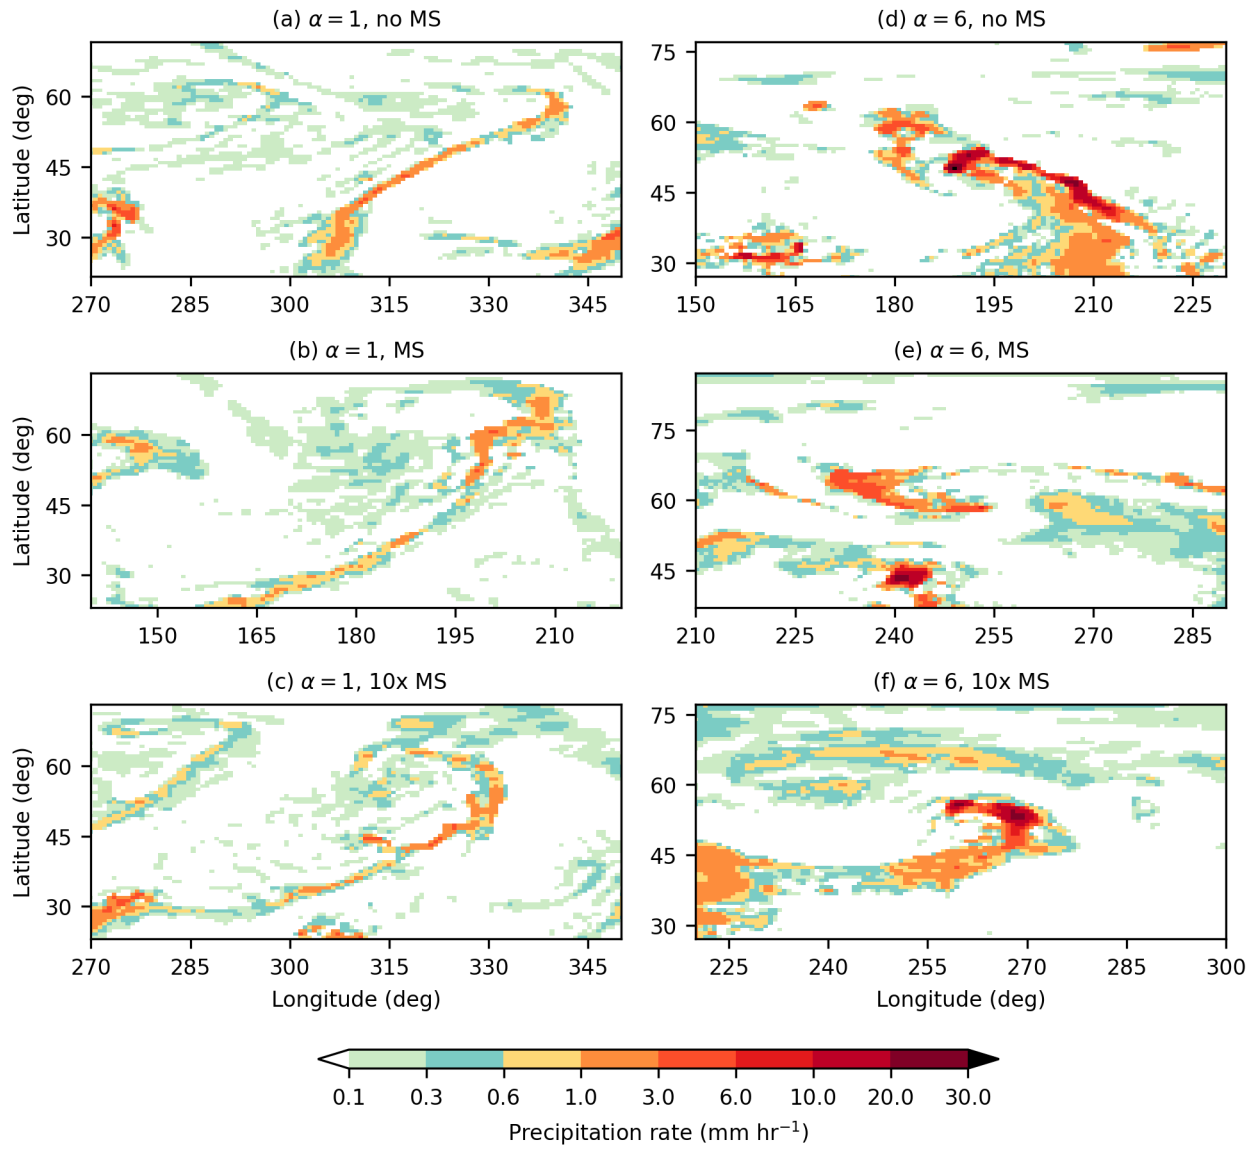 (a) α = 1, no MS
Latitude (deg)
60
45
30
270 285 300 315 330 345
(d) α = 6, no MS
75
60
45
30
150 165 180 195 210 225
(b) α = 1, MS
Latitude (deg)
60
45
30
150 165 180 195 210
(e) α = 6, MS
75
60
45
210 225 240 255 270 285
(c) α = 1, 10x MS
Latitude (deg)
60
45
30
270 285 300 315 330 345
Longitude (deg)
(f) α = 6, 10x MS
75
60
45
30
225 240 255 270 285 300
Longitude (deg)
0.1 0.3 0.6 1.0 3.0 6.0 10.0 20.0 30.0
Precipitation rate (mm hr⁻¹)